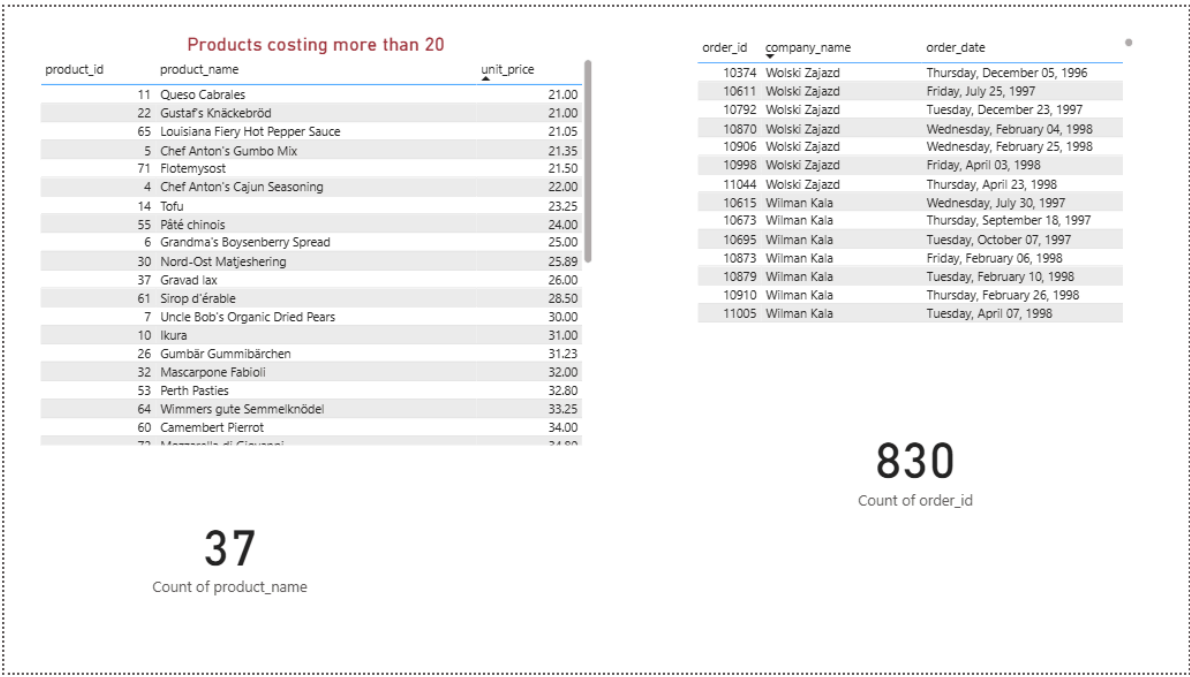 Products costing more than 20
product_id product_name unit_price
11 Queso Cabrales 21.00
22 Gustaf's Knäckebröd 21.00
65 Louisiana Fiery Hot Pepper Sauce 21.05
5 Chef Anton's Gumbo Mix 21.35
71 Flotemysost 21.50
4 Chef Anton's Cajun Seasoning 22.00
14 Tofu 23.25
55 Pâté chinois 24.00
6 Grandma's Boysenberry Spread 25.00
30 Nord-Ost Matjeshering 25.89
37 Gravad lax 26.00
61 Sirop d'érable 28.50
7 Uncle Bob's Organic Dried Pears 30.00
10 Ikura 31.00
26 Gumbär Gummibärchen 31.23
32 Mascarpone Fabioli 32.00
53 Perth Pasties 32.80
64 Wimmers gute Semmelknödel 33.25
60 Camembert Pierrot 34.00
72 Mozzarella di Giovanni 34.80
37
Count of product_name
order_id company_name order_date
10374 Wolski Zajazd Thursday, December 05, 1996
10611 Wolski Zajazd Friday, July 25, 1997
10792 Wolski Zajazd Tuesday, December 23, 1997
10870 Wolski Zajazd Wednesday, February 04, 1998
10906 Wolski Zajazd Wednesday, February 25, 1998
10998 Wolski Zajazd Friday, April 03, 1998
11044 Wolski Zajazd Thursday, April 23, 1998
10615 Wilman Kala Wednesday, July 30, 1997
10673 Wilman Kala Thursday, September 18, 1997
10695 Wilman Kala Tuesday, October 07, 1997
10873 Wilman Kala Friday, February 06, 1998
10879 Wilman Kala Tuesday, February 10, 1998
10910 Wilman Kala Thursday, February 26, 1998
11005 Wilman Kala Tuesday, April 07, 1998
830
Count of order_id